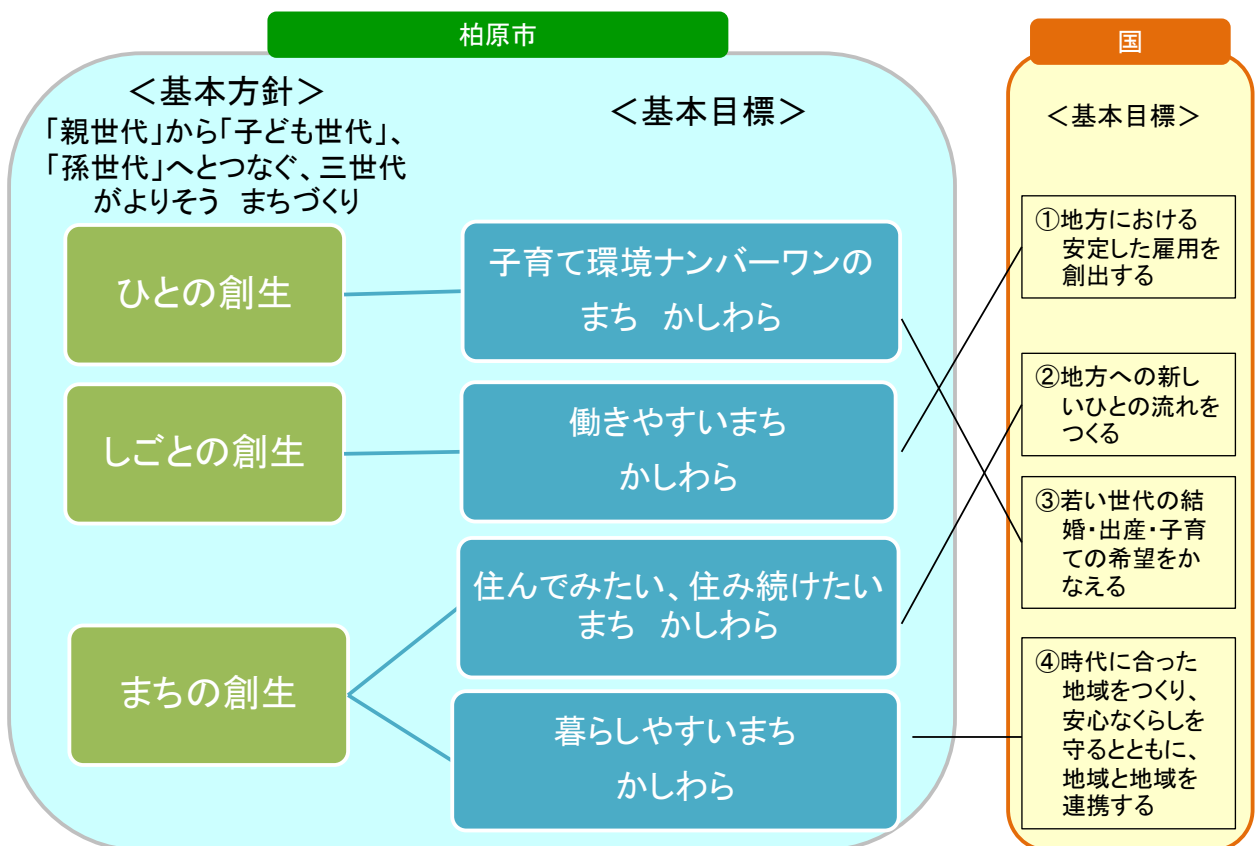 柏原市
＜基本方針＞
「親世代」から「子ども世代」、
「孫世代」へとつなぐ、三世代
がよりそう　まちづくり
＜基本目標＞
ひとの創生
子育て環境ナンバーワンの
まち　かしわら
しごとの創生
働きやすいまち
かしわら
まちの創生
住んでみたい、住み続けたい
まち　かしわら
暮らしやすいまち
かしわら
国
＜基本目標＞
①地方における
安定した雇用を
創出する
②地方への新し
いひとの流れを
つくる
③若い世代の結
婚・出産・子育
ての希望をか
なえる
④時代に合った
地域をつくり、
安心なくらしを
守るとともに、
地域と地域を
連携する